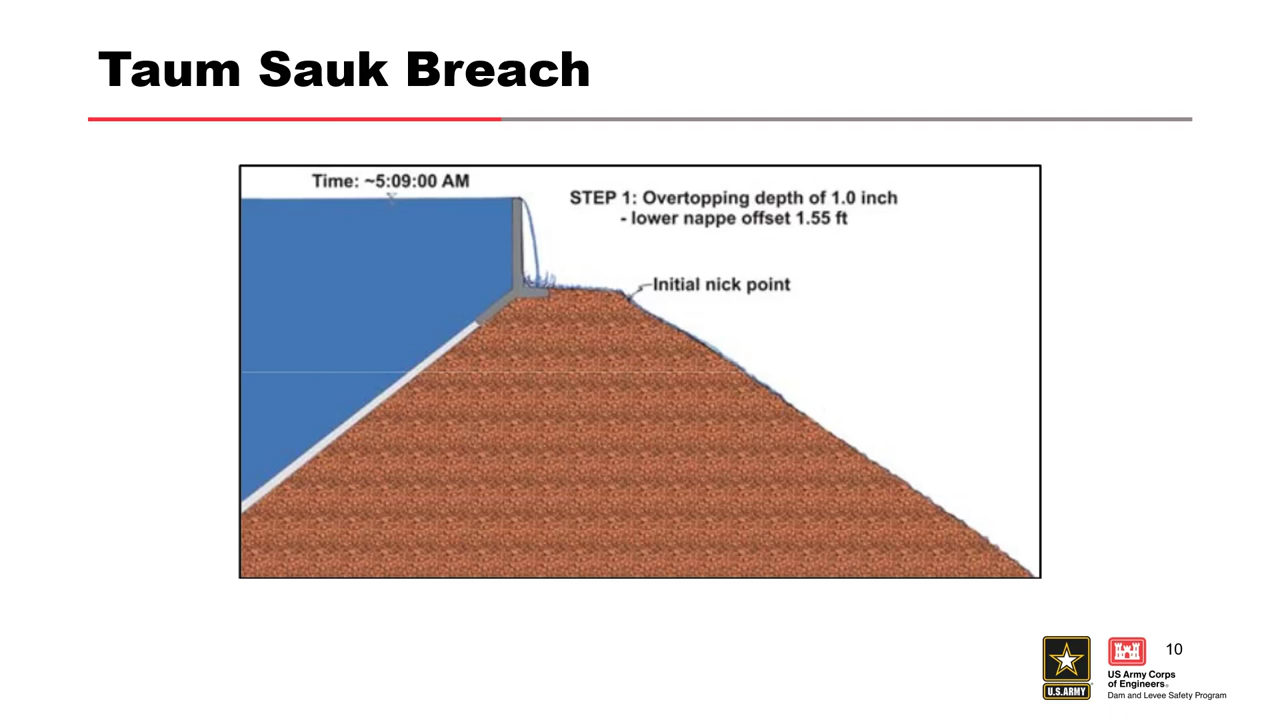 Taum Sauk Breach
Time: ~5:09:00 AM
STEP 1: Overtopping depth of 1.0 inch
- lower nappe offset 1.55 ft
Initial nick point
U.S.ARMY
US Army Corps
of Engineers®
Dam and Levee Safety Program
10